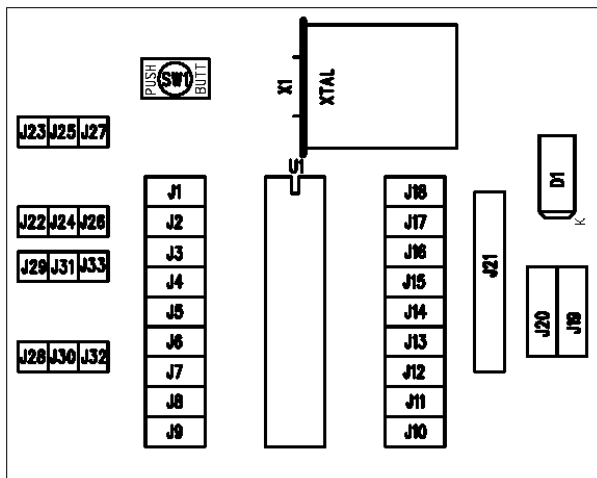 PUSH
SW1
BUTT
X1
XTAL
J23 J25 J27
U1
D1
K
J1
J18
J22 J24 J26
J2
J17
J29 J31 J33
J3
J16
J21
J4
J15
J5
J14
J20
J19
J28 J30 J32
J6
J13
J7
J12
J8
J11
J9
J10